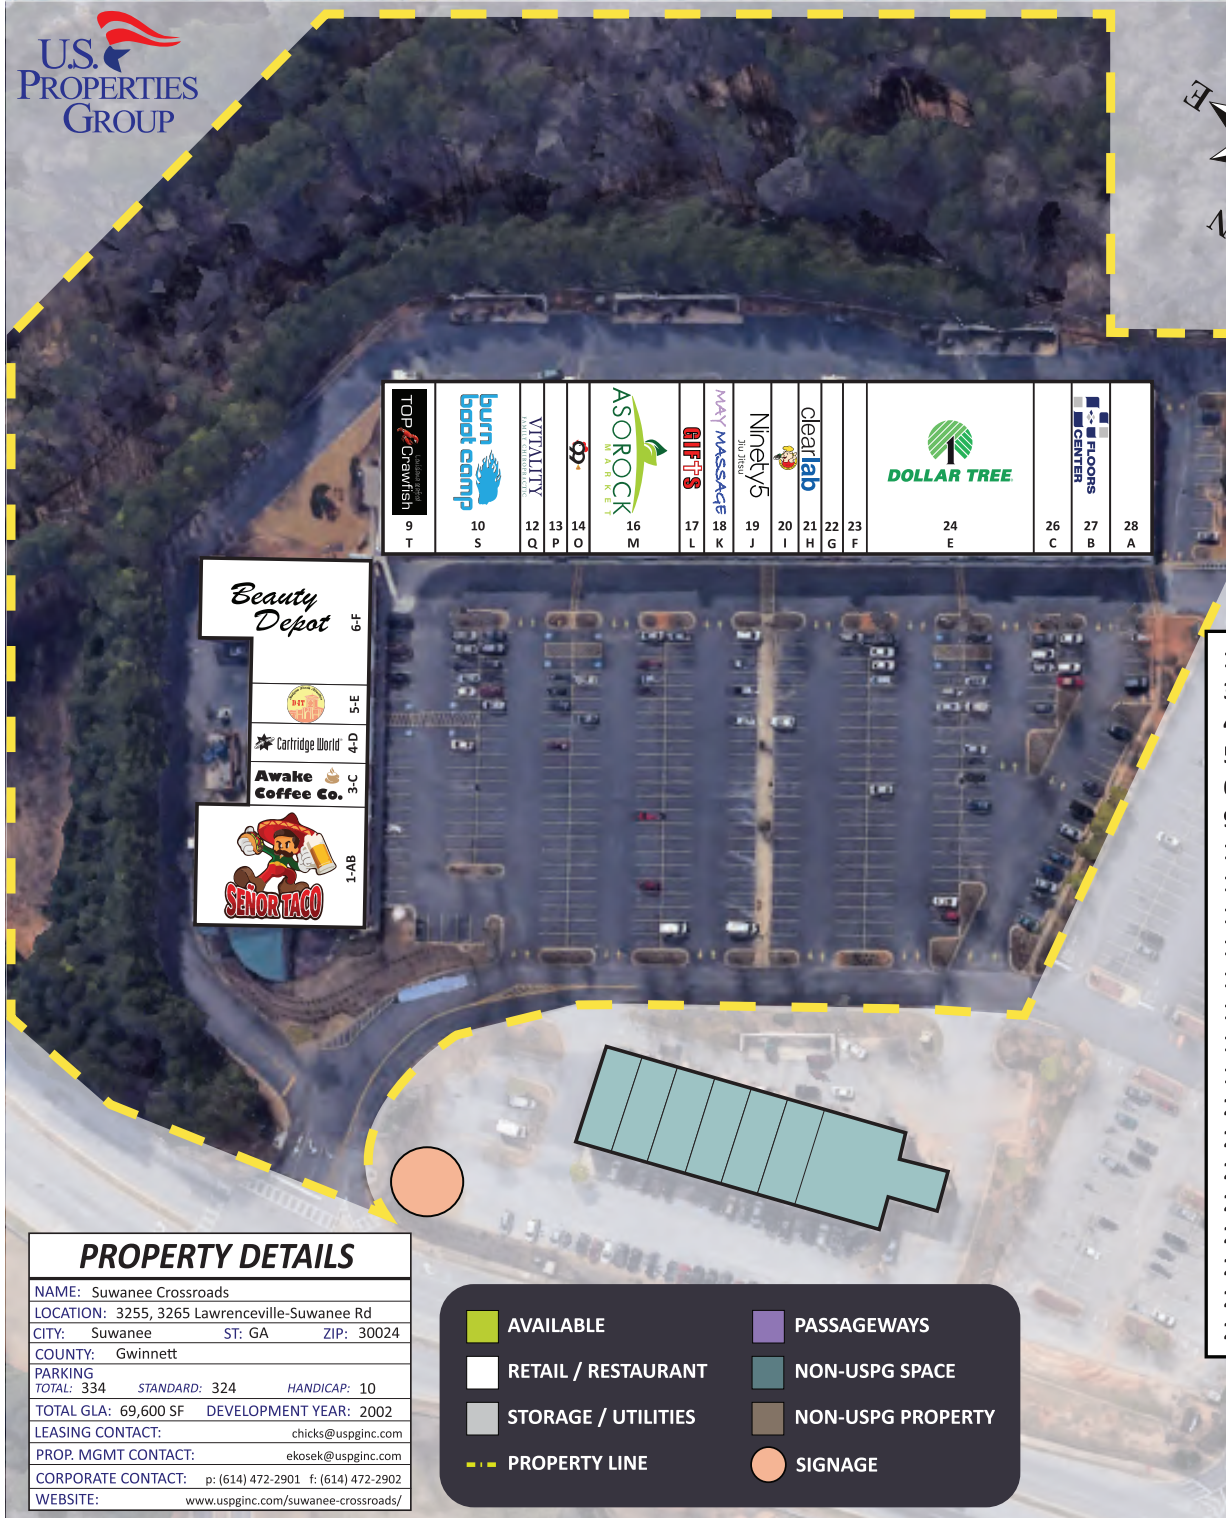 U.S.
PROPERTIES
GROUP
E
N
TOP Crawfish
burn
boot camp
VITALITY
ASOROCK
MARKET
GIFTS
MAY MASSAGE
Ninety5
Jiu Jitsu
clearlab
DOLLAR TREE
FLOORS
CENTER
9 10 12 13 14 16 17 18 19 20 21 22 23 24 26 27 28
T S Q P O M L K J I H G F E C B A
Beauty
Depot
6-F
D-I-T
5-E
Cartridge World
4-D
Awake
Coffee Co.
3-C
SEÑOR TACO
1-AB
PROPERTY DETAILS
NAME: Suwanee Crossroads
LOCATION: 3255, 3265 Lawrenceville-Suwanee Rd
CITY: Suwanee ST: GA ZIP: 30024
COUNTY: Gwinnett
PARKING
TOTAL: 334 STANDARD: 324 HANDICAP: 10
TOTAL GLA: 69,600 SF DEVELOPMENT YEAR: 2002
LEASING CONTACT: chicks@uspginc.com
PROP. MGMT CONTACT: ekosek@uspginc.com
CORPORATE CONTACT: p: (614) 472-2901 f: (614) 472-2902
WEBSITE: www.uspginc.com/suwanee-crossroads/
AVAILABLE
RETAIL / RESTAURANT
STORAGE / UTILITIES
PROPERTY LINE
PASSAGEWAYS
NON-USPG SPACE
NON-USPG PROPERTY
SIGNAGE